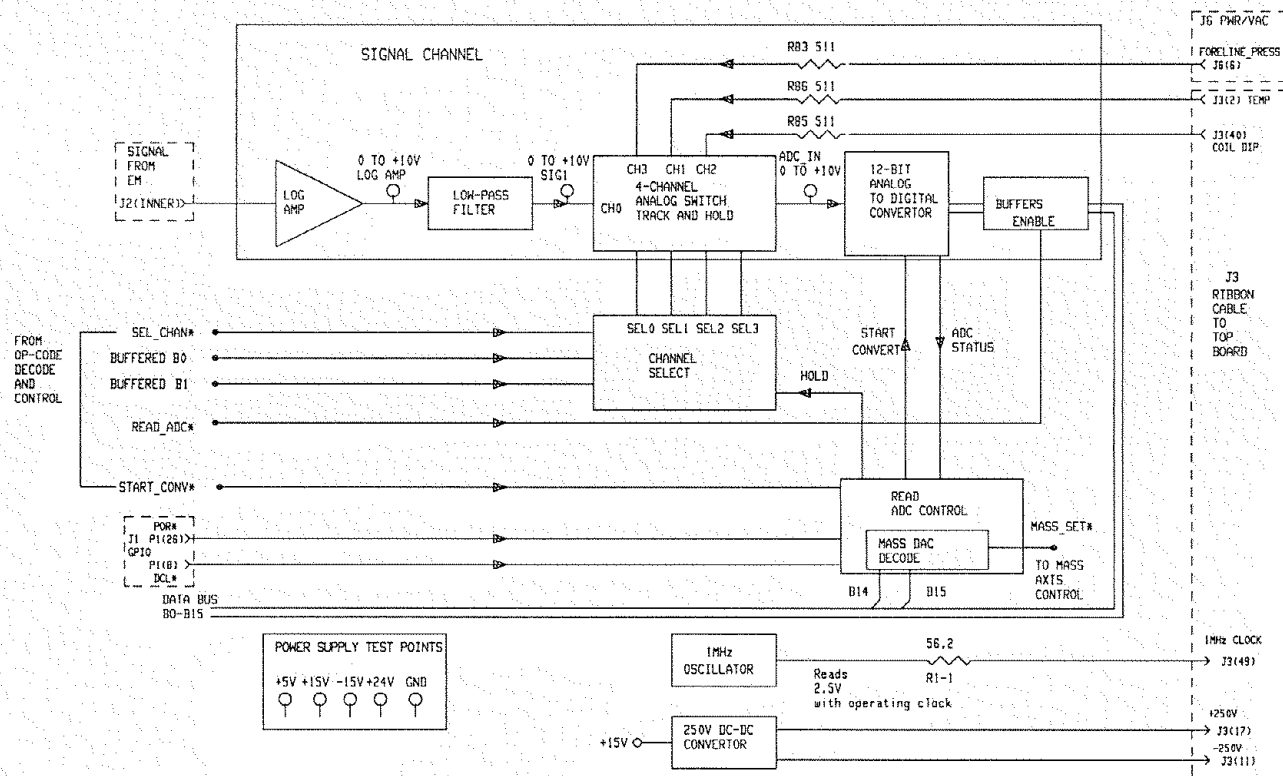 J6 PWR/VAC
SIGNAL CHANNEL
R83 511
FORELINE_PRESS
J6(6)
R86 511
J3(2) TEMP
R85 511
J3(40)
COIL DIP
SIGNAL
FROM
EM
J2(INNER)
LOG
AMP
0 TO +10V
LOG AMP
LOW-PASS
FILTER
0 TO +10V
SIG1
CH3 CH1 CH2
CH0
4-CHANNEL
ANALOG SWITCH
TRACK AND HOLD
ADC_IN
0 TO +10V
12-BIT
ANALOG
TO DIGITAL
CONVERTOR
BUFFERS
ENABLE
J3
RIBBON
CABLE
TO
TOP
BOARD
FROM
OP-CODE
DECODE
AND
CONTROL
SEL_CHAN*
BUFFERED B0
BUFFERED B1
READ_ADC*
START_CONV*
SEL0 SEL1 SEL2 SEL3
CHANNEL
SELECT
START
CONVERT
ADC
STATUS
HOLD
READ
ADC CONTROL
MASS DAC
DECODE
MASS_SET*
TO MASS
AXIS
CONTROL
POR*
J1 P1(26)
GPIO
P1(8)
DCL*
DATA BUS
B0-B15
B14
B15
POWER SUPPLY TEST POINTS
+5V +15V -15V +24V GND
1MHz
OSCILLATOR
56.2
R1-1
Reads
2.5V
with operating clock
1MHz CLOCK
J3(49)
+15V
250V DC-DC
CONVERTOR
+250V
J3(17)
-250V
J3(11)